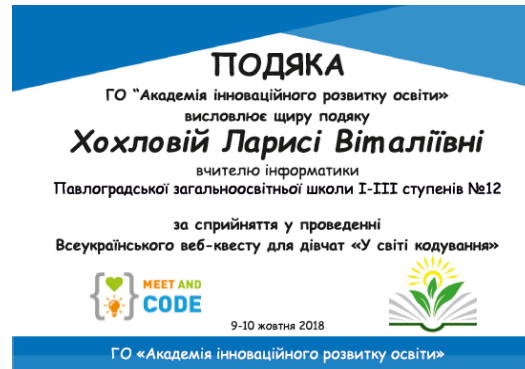 ПОДЯКА
ГО “Академія інноваційного розвитку освіти»
висловлює щиру подяку
Хохловій Ларисі Віталіївні
вчителю інформатики
Павлоградської загальноосвітньої школи І-ІІІ ступенів №12
за сприйняття у проведенні
Всеукраїнського веб-квесту для дівчат «У світі кодування»
MEET AND
CODE
9-10 жовтня 2018
ГО «Академія інноваційного розвитку освіти»